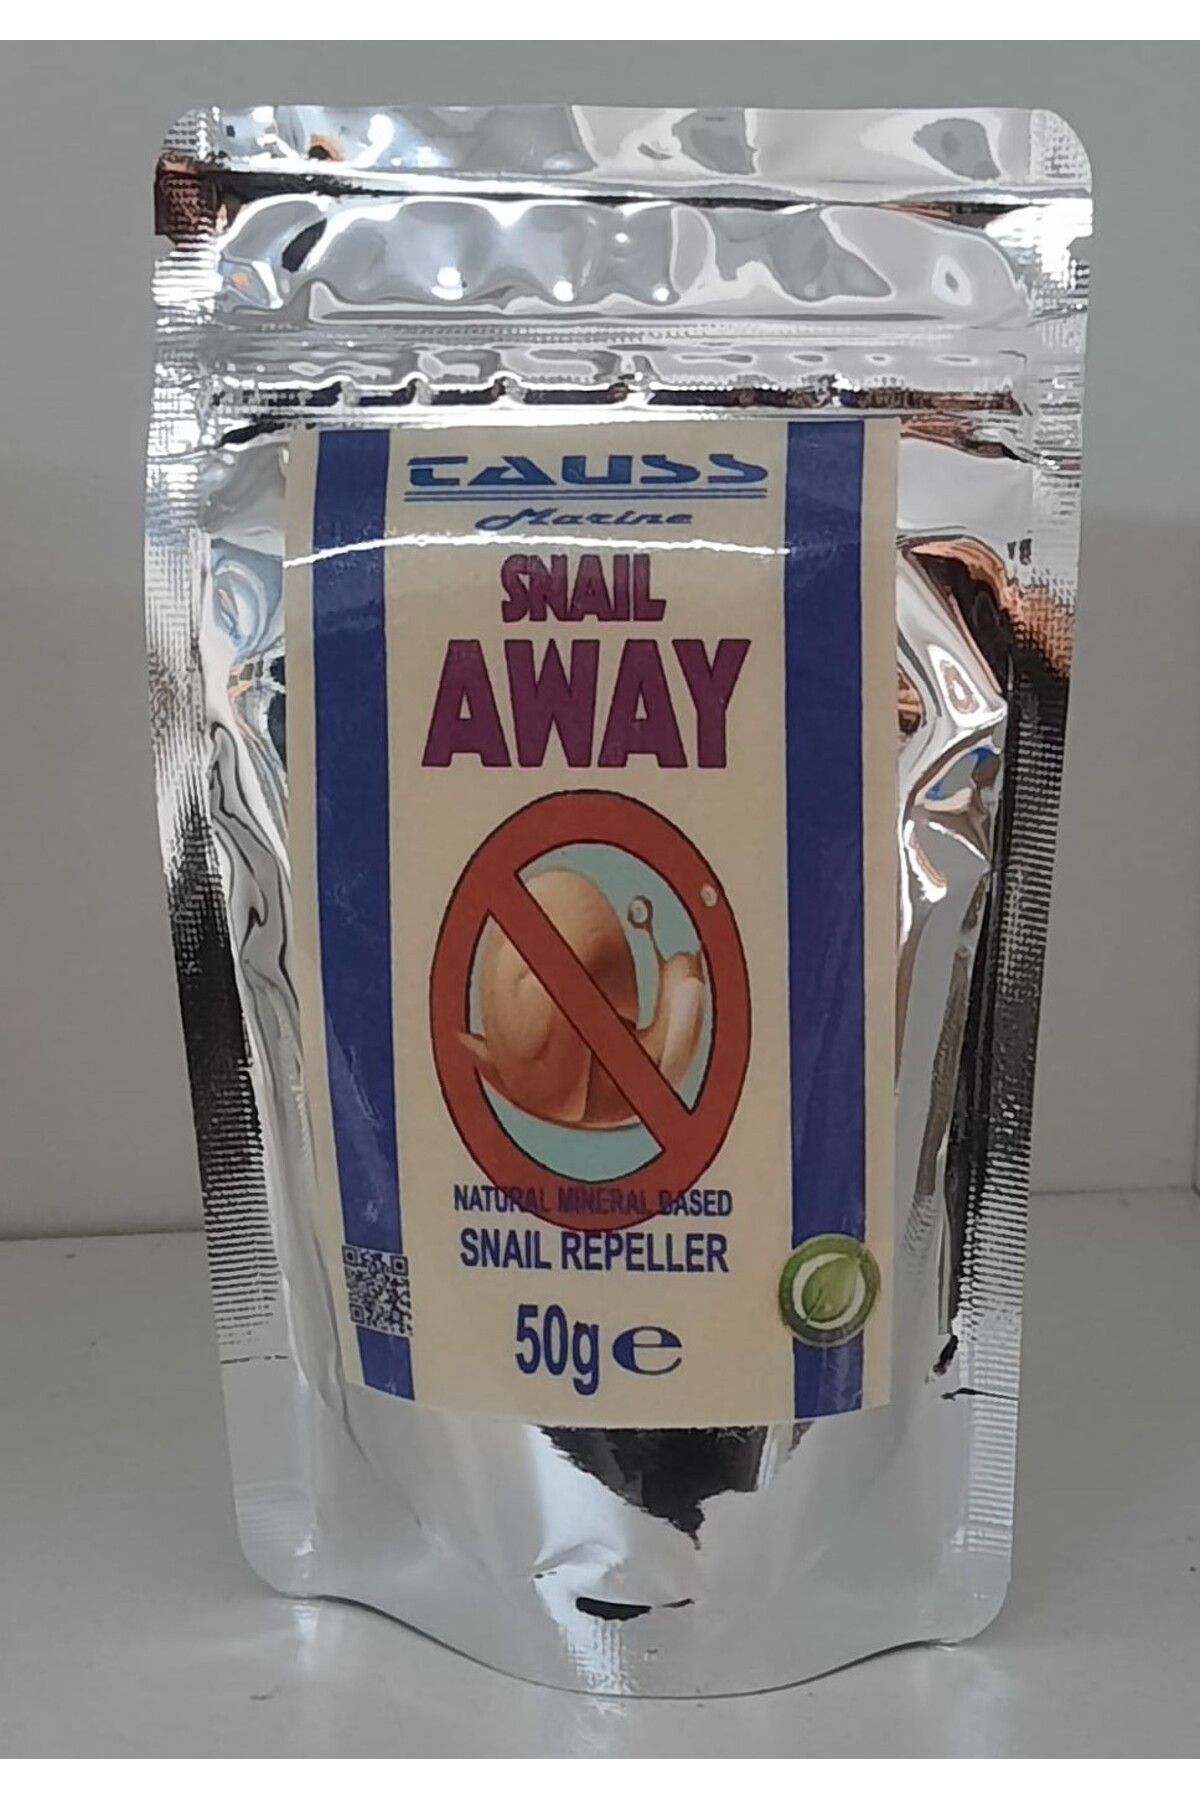 TAUSS
Marine
SNAIL
AWAY
NATURAL MINERAL BASED
SNAIL REPELLER
50g e